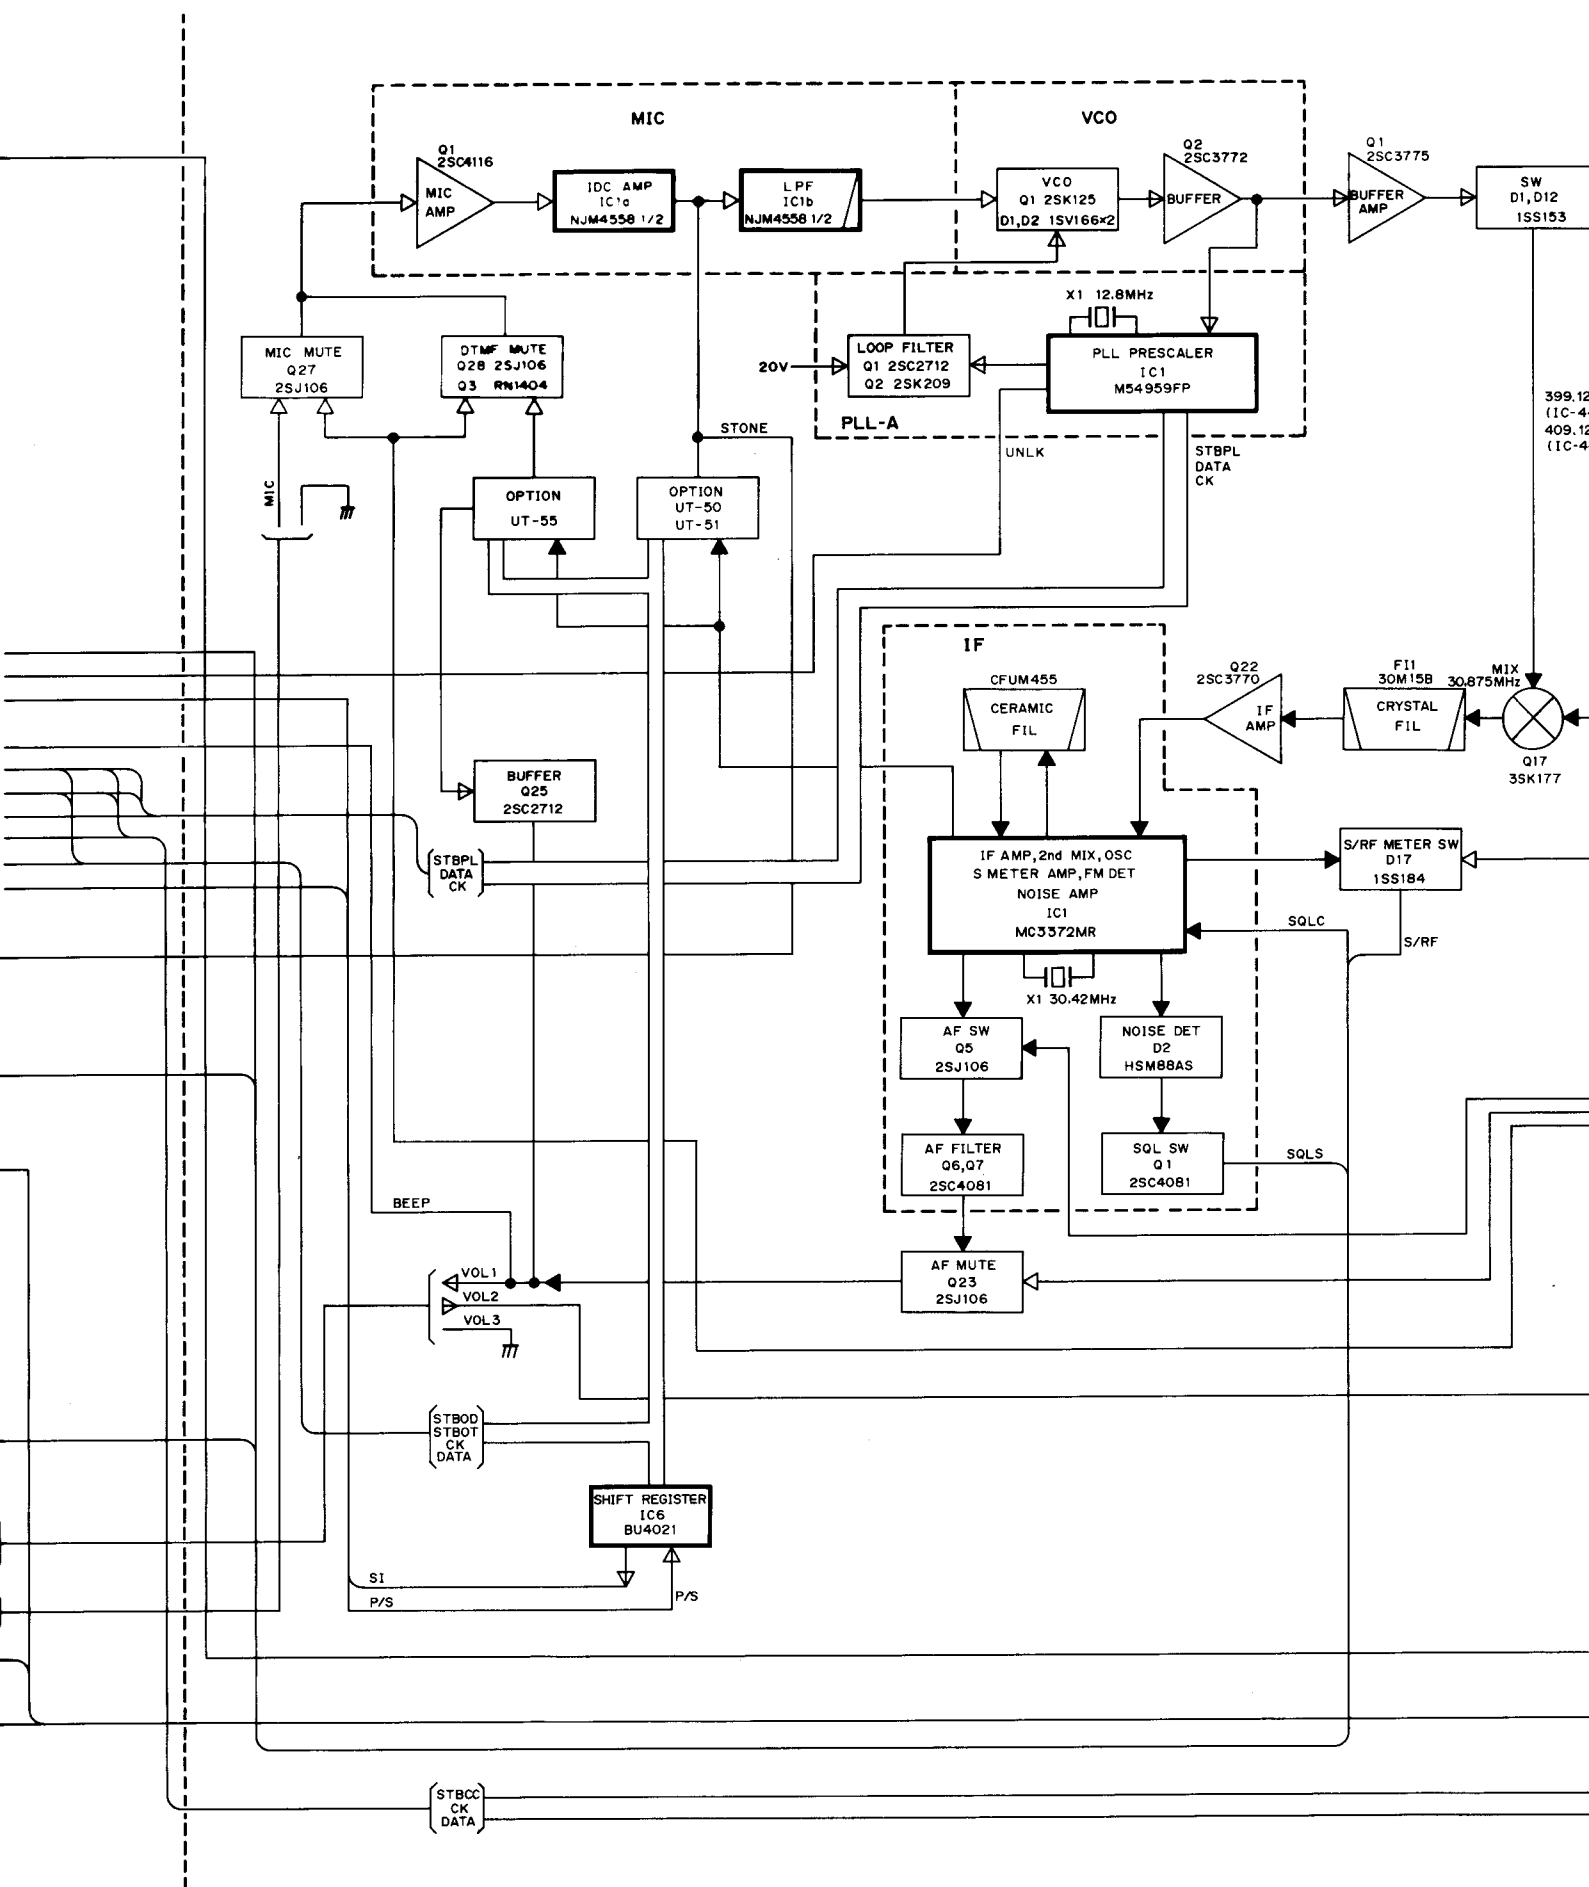 MIC
VCO
Q1
2SC4116
MIC
AMP
IDC AMP
IC1a
NJM4558 1/2
LPF
IC1b
NJM4558 1/2
VCO
Q1 2SK125
D1,D2 1SV166×2
Q2
2SC3772
BUFFER
Q1
2SC3775
BUFFER
AMP
SW
D1,D12
1SS153
X1 12.8MHz
MIC MUTE
Q27
2SJ106
DTMF MUTE
Q28 2SJ106
Q3 RN1404
20V
LOOP FILTER
Q1 2SC2712
Q2 2SK209
PLL PRESCALER
IC1
M54959FP
PLL-A
399.12
(IC-4
409.12
(IC-4
STONE
UNLK
STBPL
DATA
CK
MIC
OPTION
UT-55
OPTION
UT-50
UT-51
IF
CFUM455
CERAMIC
FIL
Q22
2SC3770
IF
AMP
FI1
30M15B
CRYSTAL
FIL
MIX
30.875MHz
Q17
3SK177
BUFFER
Q25
2SC2712
STBPL
DATA
CK
IF AMP,2nd MIX,OSC
S METER AMP,FM DET
NOISE AMP
IC1
MC3372MR
S/RF METER SW
D17
1SS184
SQLC
S/RF
X1 30.42MHz
AF SW
Q5
2SJ106
NOISE DET
D2
HSM88AS
AF FILTER
Q6,Q7
2SC4081
SQL SW
Q1
2SC4081
SQLS
BEEP
VOL1
VOL2
VOL3
AF MUTE
Q23
2SJ106
STBOD
STBOT
CK
DATA
SHIFT REGISTER
IC6
BU4021
SI
P/S
P/S
STBCC
CK
DATA